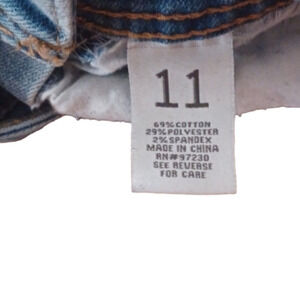 11
69% COTTON
29% POLYESTER
2% SPANDEX
MADE IN CHINA
RN#97230
SEE REVERSE
FOR CARE